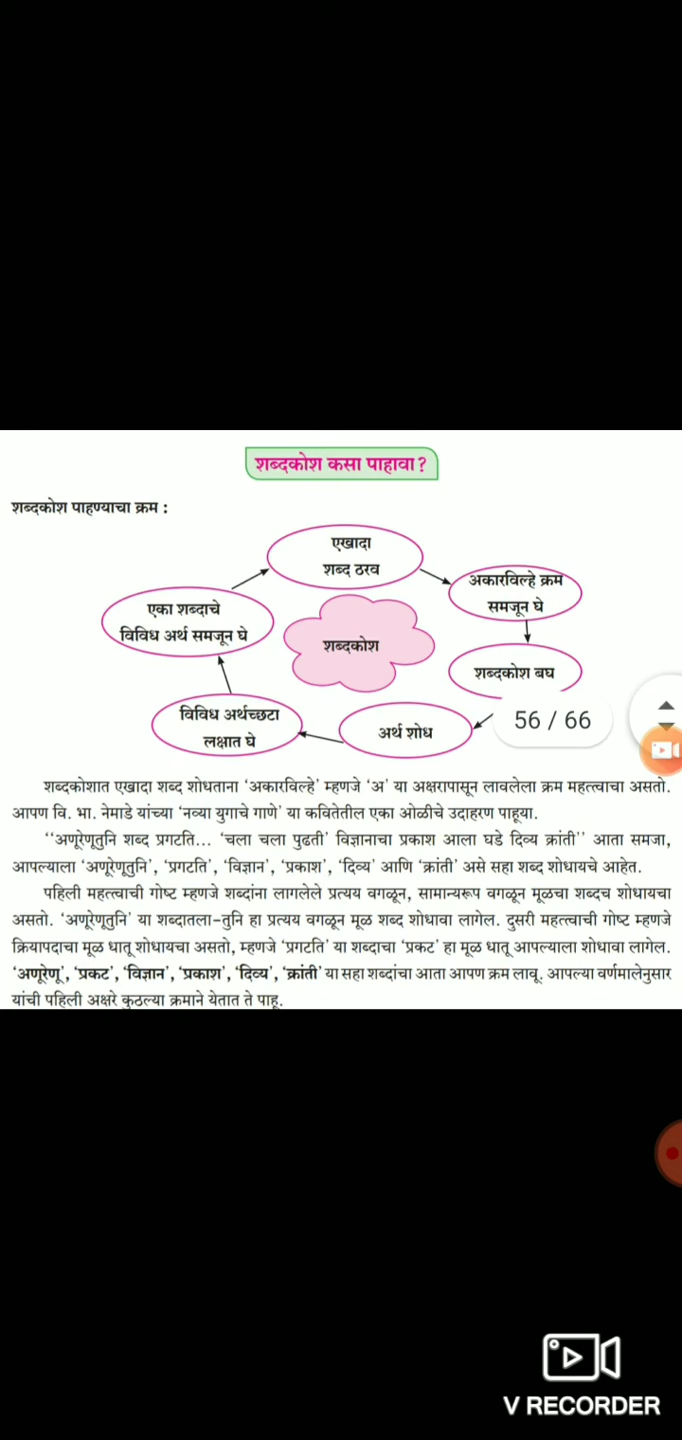 शब्दकोश कसा पाहावा?
शब्दकोश पाहण्याचा क्रम :
एखादा
शब्द ठरव
अकारविल्हे क्रम
समजून घे
एका शब्दाचे
विविध अर्थ समजून घे
शब्दकोश
शब्दकोश बघ
विविध अर्थच्छटा
लक्षात घे
अर्थ शोध
56 / 66
शब्दकोशात एखादा शब्द शोधताना ‘अकारविल्हे’ म्हणजे ‘अ’ या अक्षरापासून लावलेला क्रम महत्त्वाचा असतो.
आपण वि. भा. नेमाडे यांच्या ‘नव्या युगाचे गाणे’ या कवितेतील एका ओळीचे उदाहरण पाहूया.
‘‘अणूरेणूतुनि शब्द प्रगटति... ‘चला चला पुढती’ विज्ञानाचा प्रकाश आला घडे दिव्य क्रांती’’ आता समजा,
आपल्याला ‘अणूरेणूतुनि’, ‘प्रगटति’, ‘विज्ञान’, ‘प्रकाश’, ‘दिव्य’ आणि ‘क्रांती’ असे सहा शब्द शोधायचे आहेत.
पहिली महत्त्वाची गोष्ट म्हणजे शब्दांना लागलेले प्रत्यय वगळून, सामान्यरूप वगळून मूळचा शब्दच शोधायचा
असतो. ‘अणूरेणूतुनि’ या शब्दातला–तुनि हा प्रत्यय वगळून मूळ शब्द शोधावा लागेल. दुसरी महत्त्वाची गोष्ट म्हणजे
क्रियापदाचा मूळ धातू शोधायचा असतो, म्हणजे ‘प्रगटति’ या शब्दाचा ‘प्रकट’ हा मूळ धातू आपल्याला शोधावा लागेल.
‘अणूरेणू’, ‘प्रकट’, ‘विज्ञान’, ‘प्रकाश’, ‘दिव्य’, ‘क्रांती’ या सहा शब्दांचा आता आपण क्रम लावू. आपल्या वर्णमालेनुसार
यांची पहिली अक्षरे कुठल्या क्रमाने येतात ते पाहू.
V RECORDER